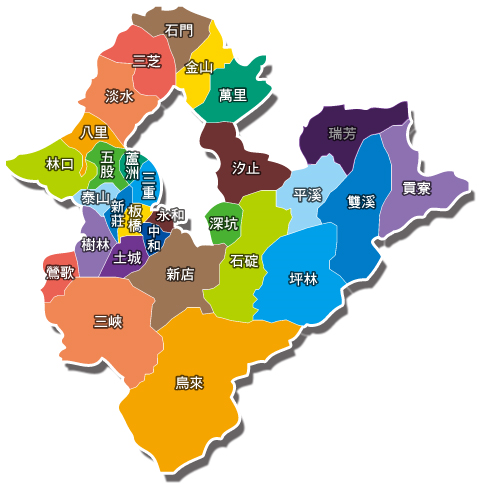 石門
三芝
金山
萬里
淡水
八里
瑞芳
林口
五股
蘆洲
三重
汐止
平溪
貢寮
雙溪
泰山
新莊
板橋
永和
中和
深坑
樹林
土城
石碇
鶯歌
新店
坪林
三峽
烏來